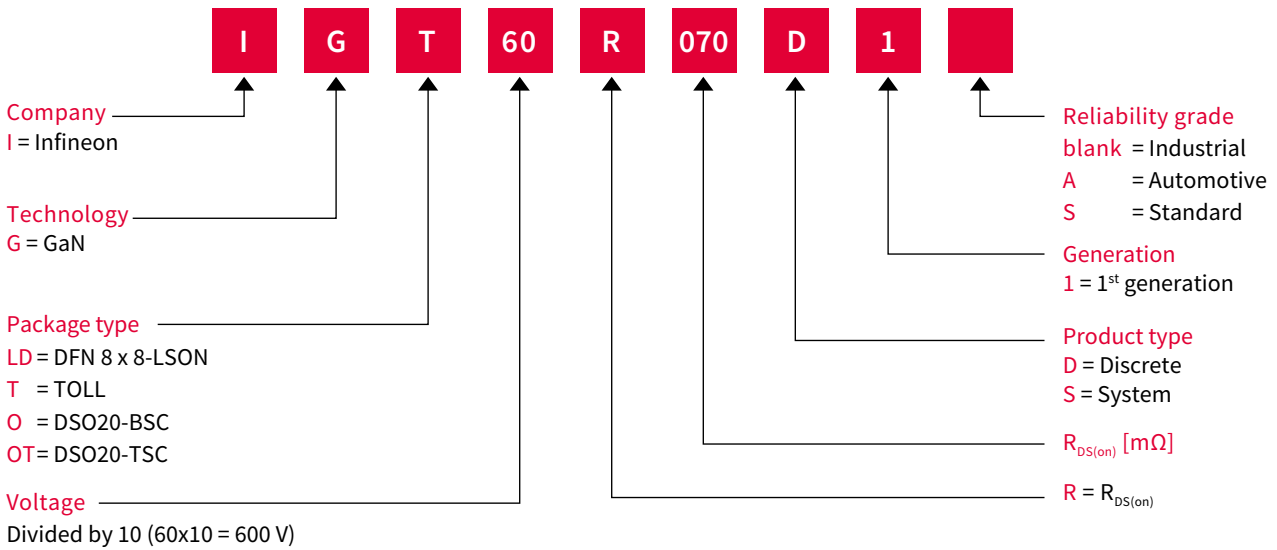 I G T 60 R 070 D 1
Company
I = Infineon
Technology
G = GaN
Package type
LD = DFN 8 x 8-LSON
T = TOLL
O = DSO20-BSC
OT = DSO20-TSC
Voltage
Divided by 10 (60x10 = 600 V)
Reliability grade
blank = Industrial
A = Automotive
S = Standard
Generation
1 = 1st generation
Product type
D = Discrete
S = System
RDS(on) [mΩ]
R = RDS(on)